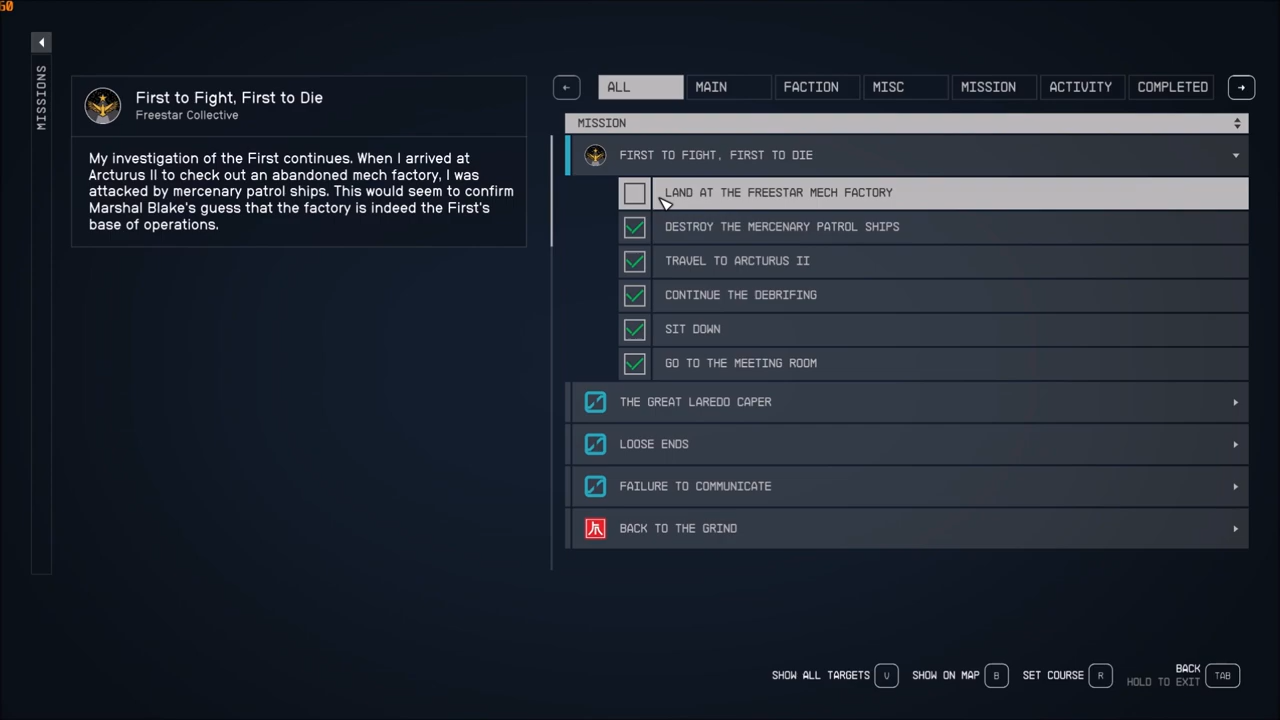 60
MISSIONS
First to Fight, First to Die
Freestar Collective
My investigation of the First continues. When I arrived at
Arcturus II to check out an abandoned mech factory, I was
attacked by mercenary patrol ships. This would seem to confirm
Marshal Blake's guess that the factory is indeed the First's
base of operations.
ALL MAIN FACTION MISC MISSION ACTIVITY COMPLETED
MISSION
FIRST TO FIGHT, FIRST TO DIE
LAND AT THE FREESTAR MECH FACTORY
DESTROY THE MERCENARY PATROL SHIPS
TRAVEL TO ARCTURUS II
CONTINUE THE DEBRIFING
SIT DOWN
GO TO THE MEETING ROOM
THE GREAT LAREDO CAPER
LOOSE ENDS
FAILURE TO COMMUNICATE
BACK TO THE GRIND
SHOW ALL TARGETS V SHOW ON MAP B SET COURSE R BACK TAB
HOLD TO EXIT